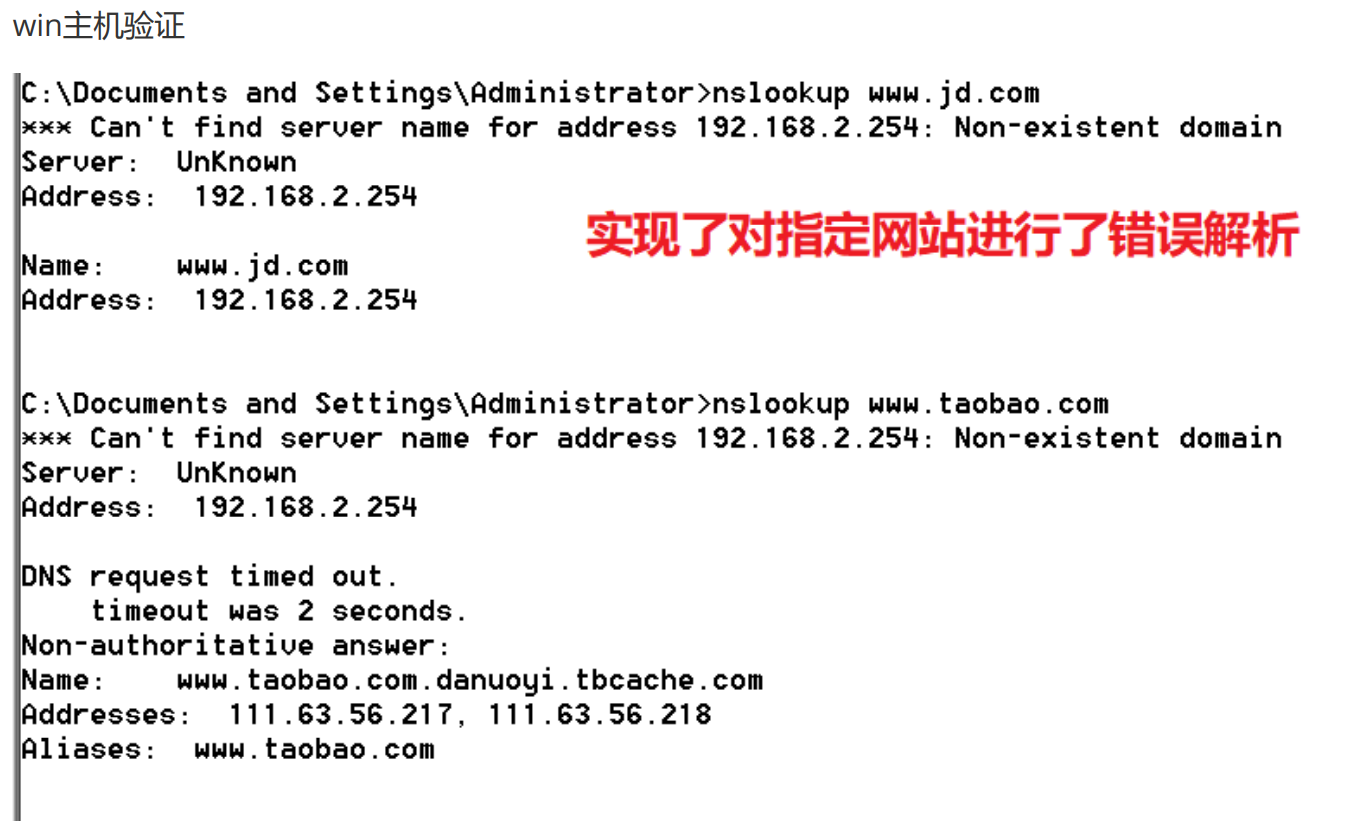 win主机验证
C:\Documents and Settings\Administrator>nslookup www.jd.com
*** Can't find server name for address 192.168.2.254: Non-existent domain
Server:  UnKnown
Address:  192.168.2.254
实现了对指定网站进行了错误解析
Name:    www.jd.com
Address:  192.168.2.254
C:\Documents and Settings\Administrator>nslookup www.taobao.com
*** Can't find server name for address 192.168.2.254: Non-existent domain
Server:  UnKnown
Address:  192.168.2.254
DNS request timed out.
    timeout was 2 seconds.
Non-authoritative answer:
Name:    www.taobao.com.danuoyi.tbcache.com
Addresses:  111.63.56.217, 111.63.56.218
Aliases:  www.taobao.com